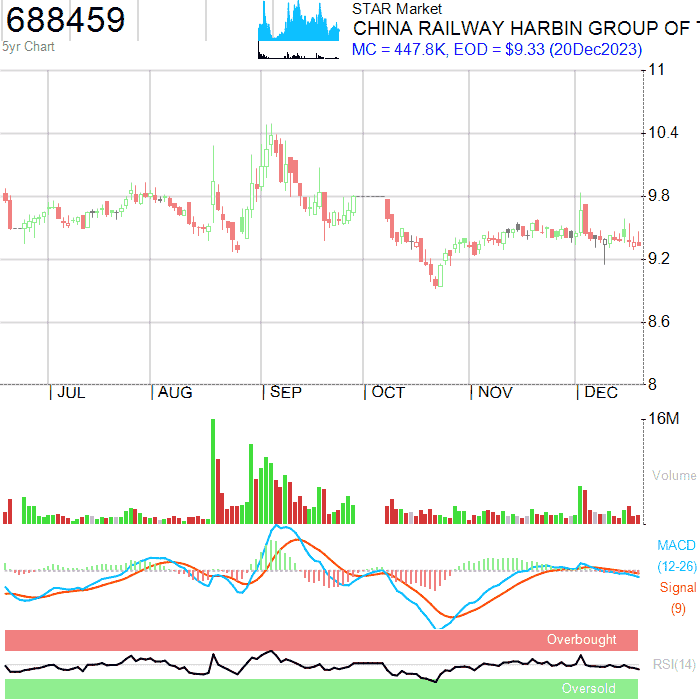 688459
5yr Chart
STAR Market
CHINA RAILWAY HARBIN GROUP OF
MC = 447.8K, EOD = $9.33 (20Dec2023)
11
10.4
9.8
9.2
8.6
8
JUL AUG SEP OCT NOV DEC
16M
Volume
MACD
(12-26)
Signal
(9)
Overbought
RSI(14)
Oversold